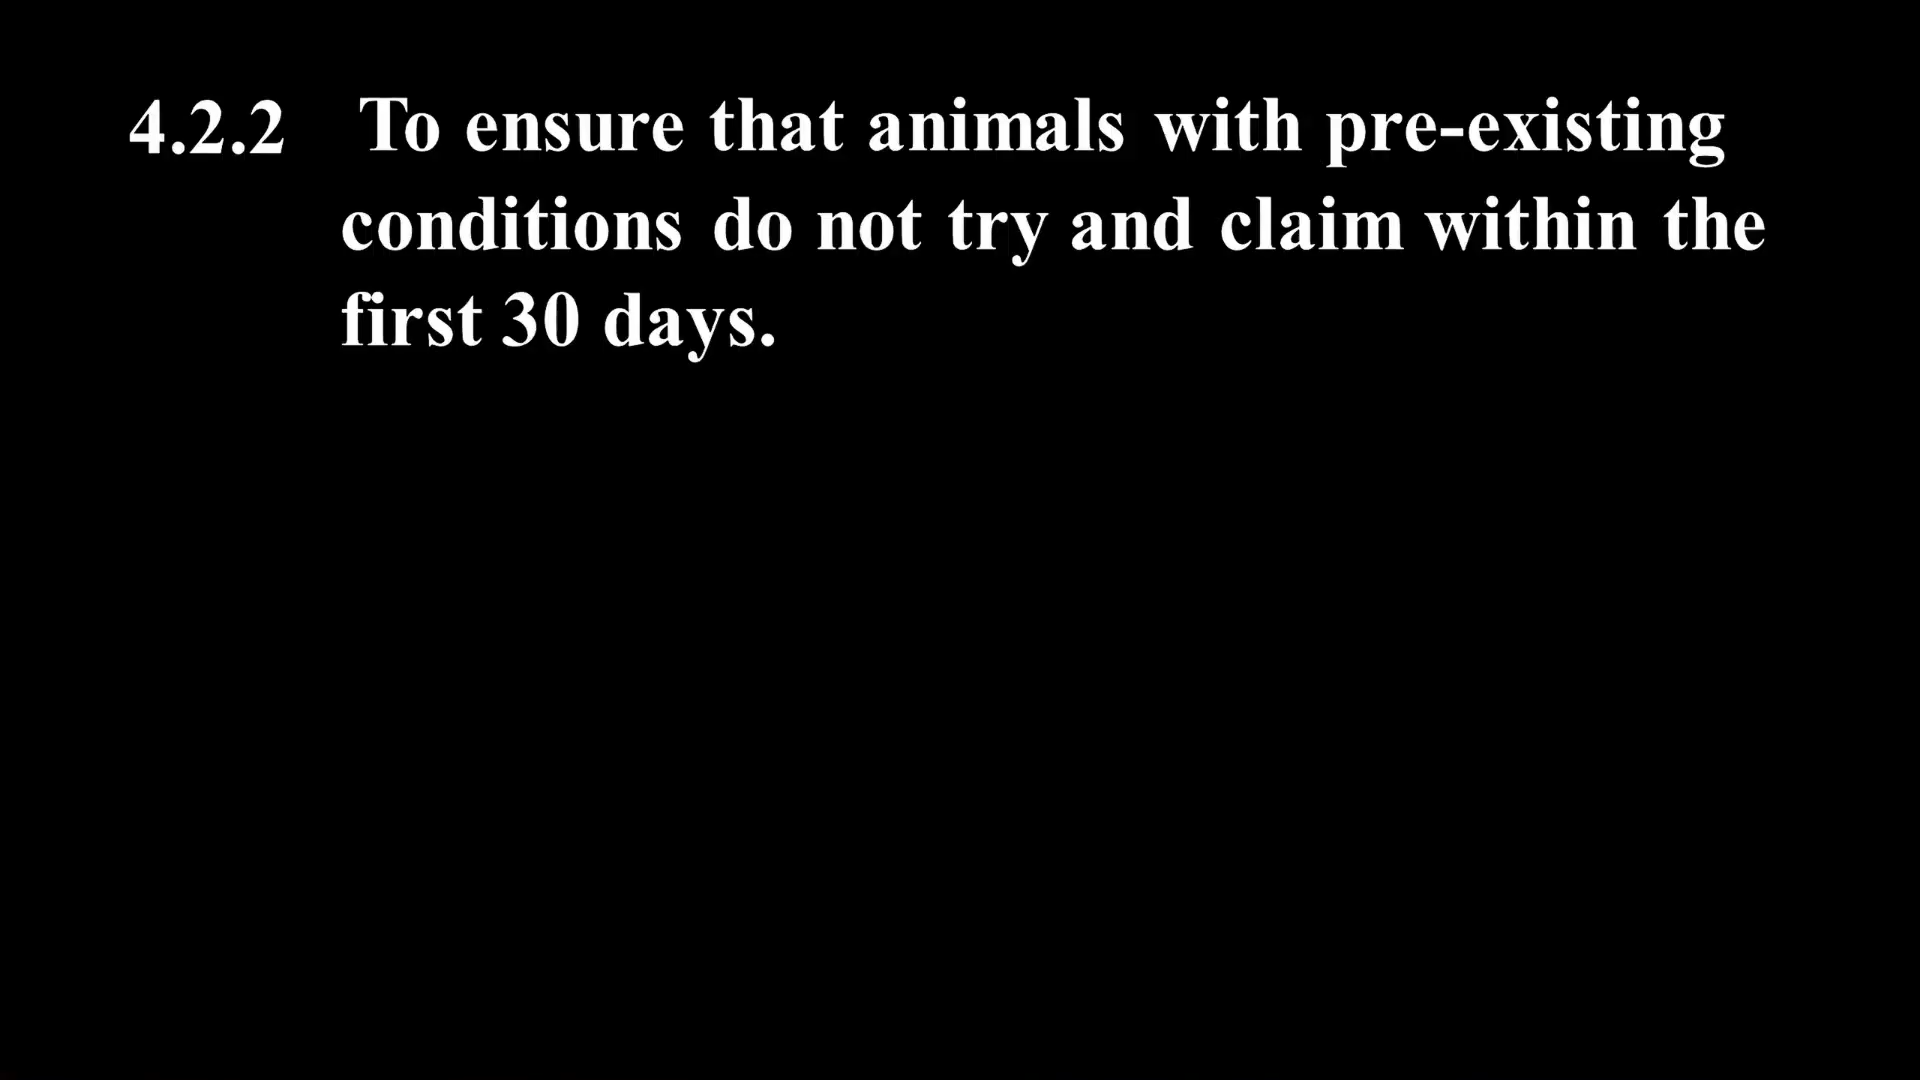 4.2.2 To ensure that animals with pre-existing
conditions do not try and claim within the
first 30 days.